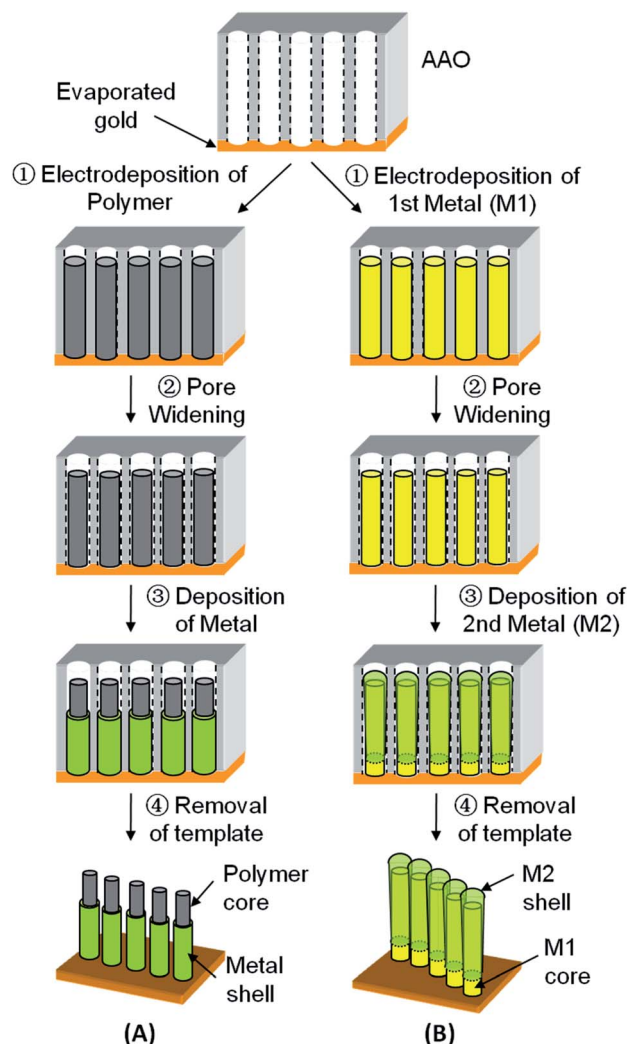 AAO
Evaporated
gold
① Electrodeposition of
Polymer
① Electrodeposition of
1st Metal (M1)
② Pore
Widening
② Pore
Widening
③ Deposition
of Metal
③ Deposition of
2nd Metal (M2)
④ Removal
of template
④ Removal
of template
Polymer
core
Metal
shell
M2
shell
M1
core
(A)
(B)